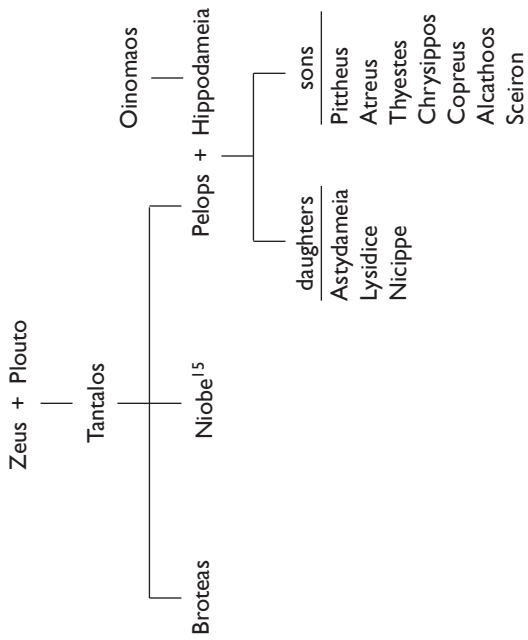 Zeus + Plouto
Tantalos
Oinomaos
Broteas
Niobe15
Pelops + Hippodameia
daughters
Astydameia
Lysidice
Nicippe
sons
Pittheus
Atreus
Thyestes
Chrysippos
Copreus
Alcathoos
Sceiron